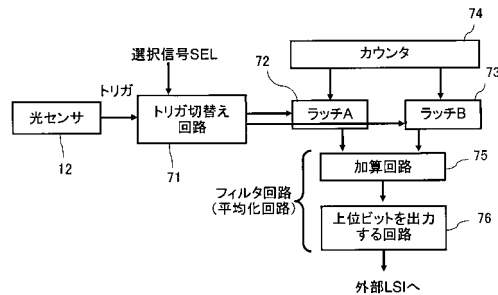 74
カウンタ
選択信号SEL
72
73
トリガ
光センサ
トリガ切替え
回路
ラッチA
ラッチB
12
71
加算回路
75
フィルタ回路
(平均化回路)
上位ビットを出力
する回路
76
外部LSIへ